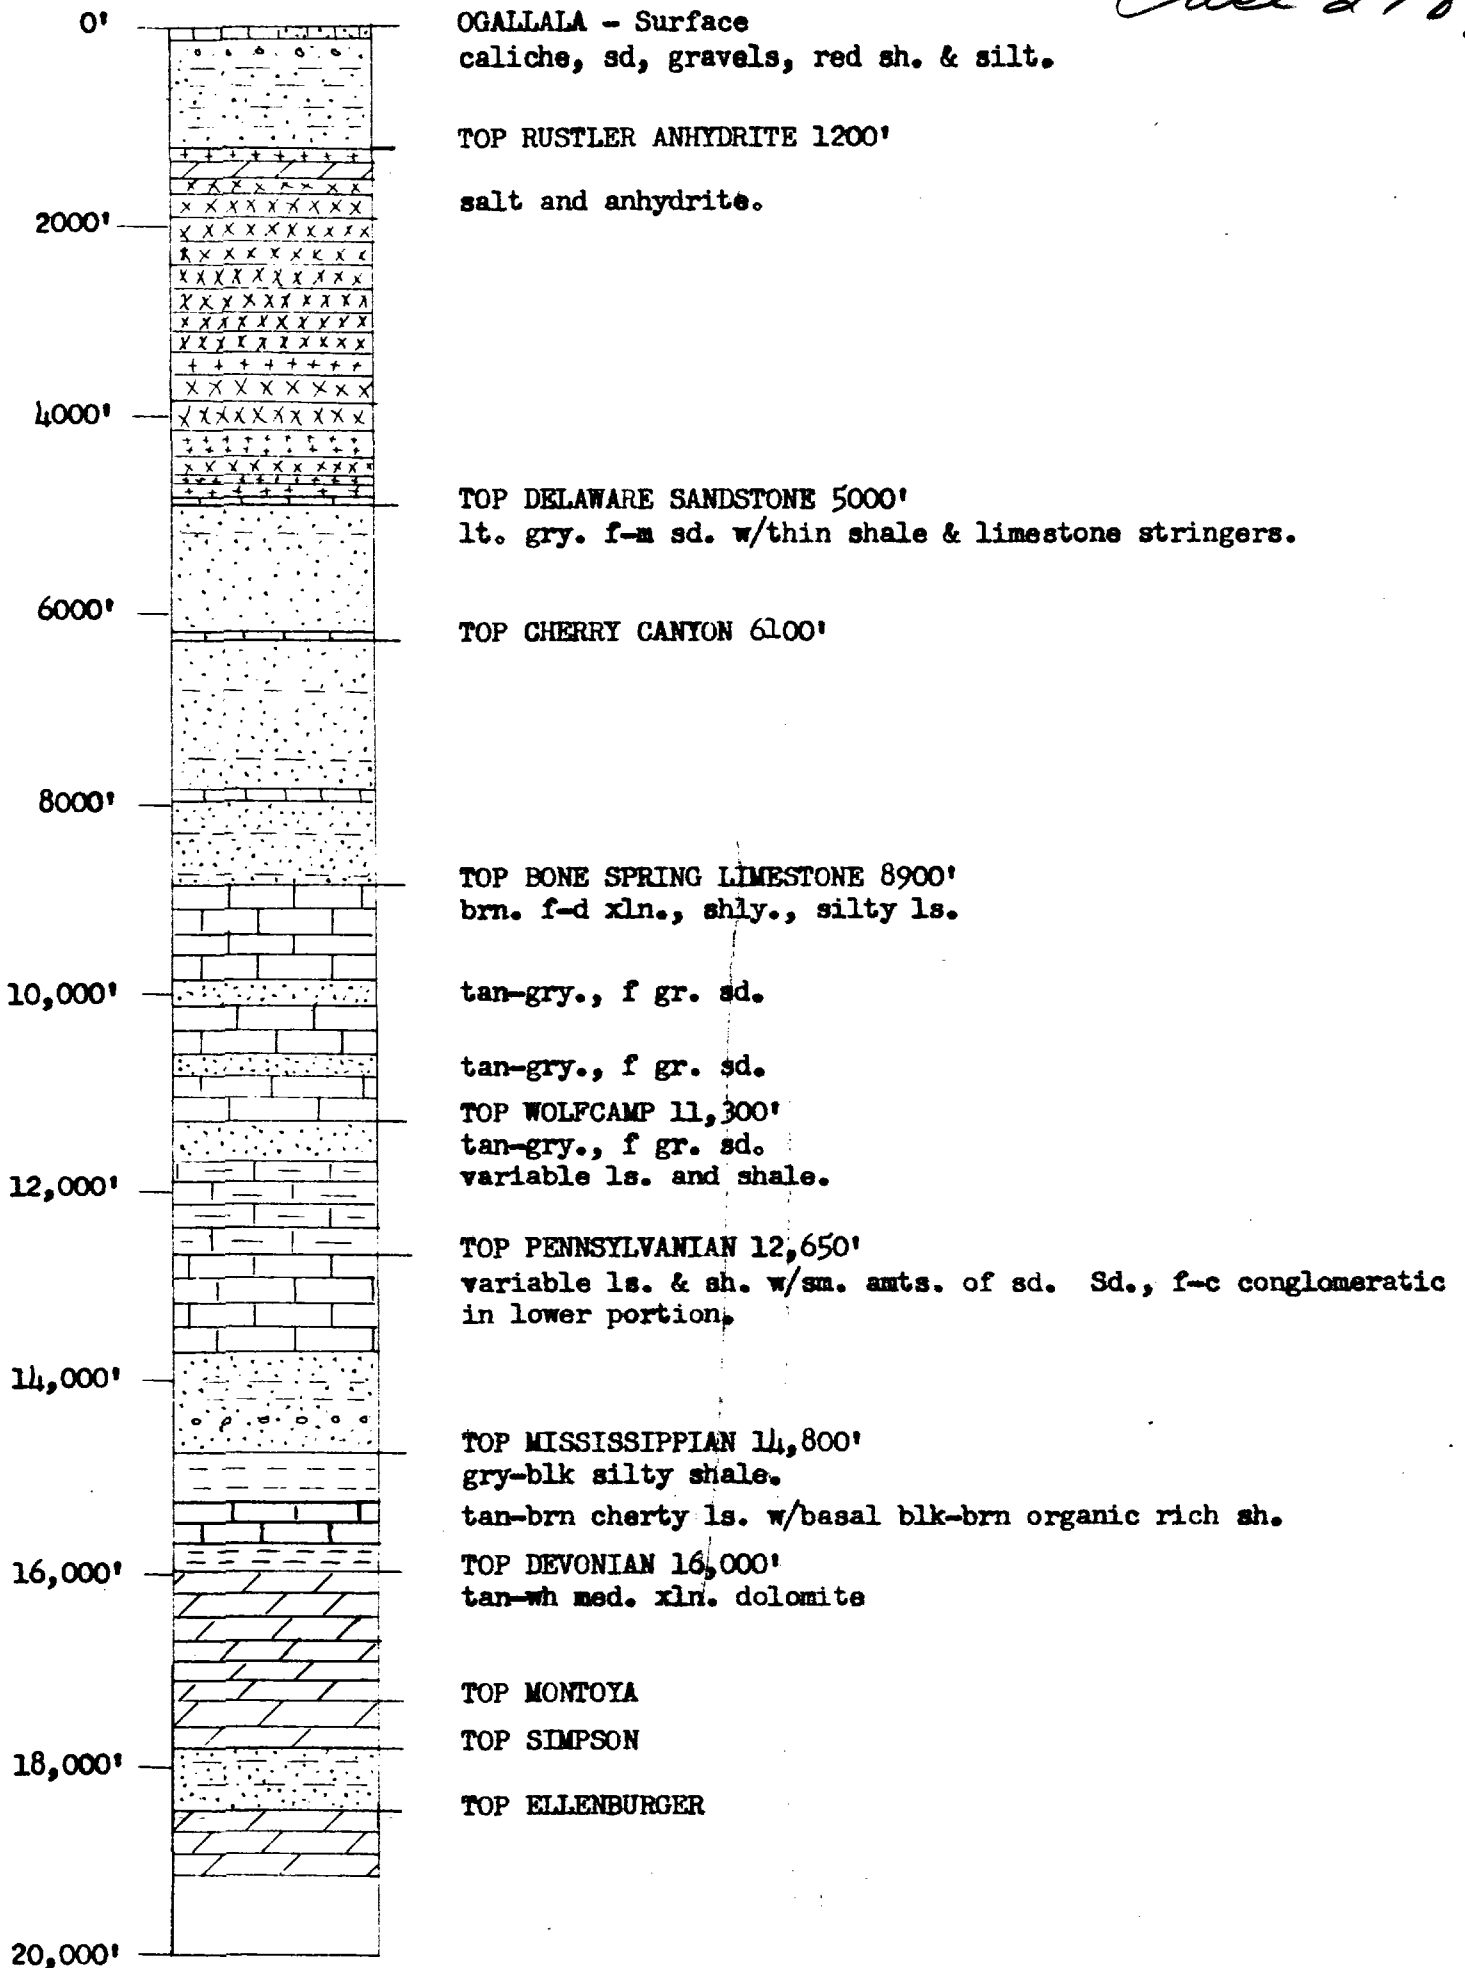 0'
OGALLALA - Surface
caliche, sd, gravels, red sh. & silt.
TOP RUSTLER ANHYDRITE 1200'
salt and anhydrite.
2000'
4000'
TOP DELAWARE SANDSTONE 5000'
lt. gry. f-m sd. w/thin shale & limestone stringers.
6000'
TOP CHERRY CANYON 6100'
8000'
TOP BONE SPRING LIMESTONE 8900'
brn. f-d xln., shly., silty ls.
10,000'
tan-gry., f gr. sd.
tan-gry., f gr. sd.
TOP WOLFCAMP 11,300'
tan-gry., f gr. sd.
variable ls. and shale.
12,000'
TOP PENNSYLVANIAN 12,650'
variable ls. & sh. w/sm. amts. of sd. Sd., f-c conglomeratic
in lower portion.
14,000'
TOP MISSISSIPPIAN 14,800'
gry-blk silty shale.
tan-brn cherty ls. w/basal blk-brn organic rich sh.
TOP DEVONIAN 16,000'
16,000'
tan-wh med. xln. dolomite
TOP MONTOYA
TOP SIMPSON
18,000'
TOP ELLENBURGER
20,000'